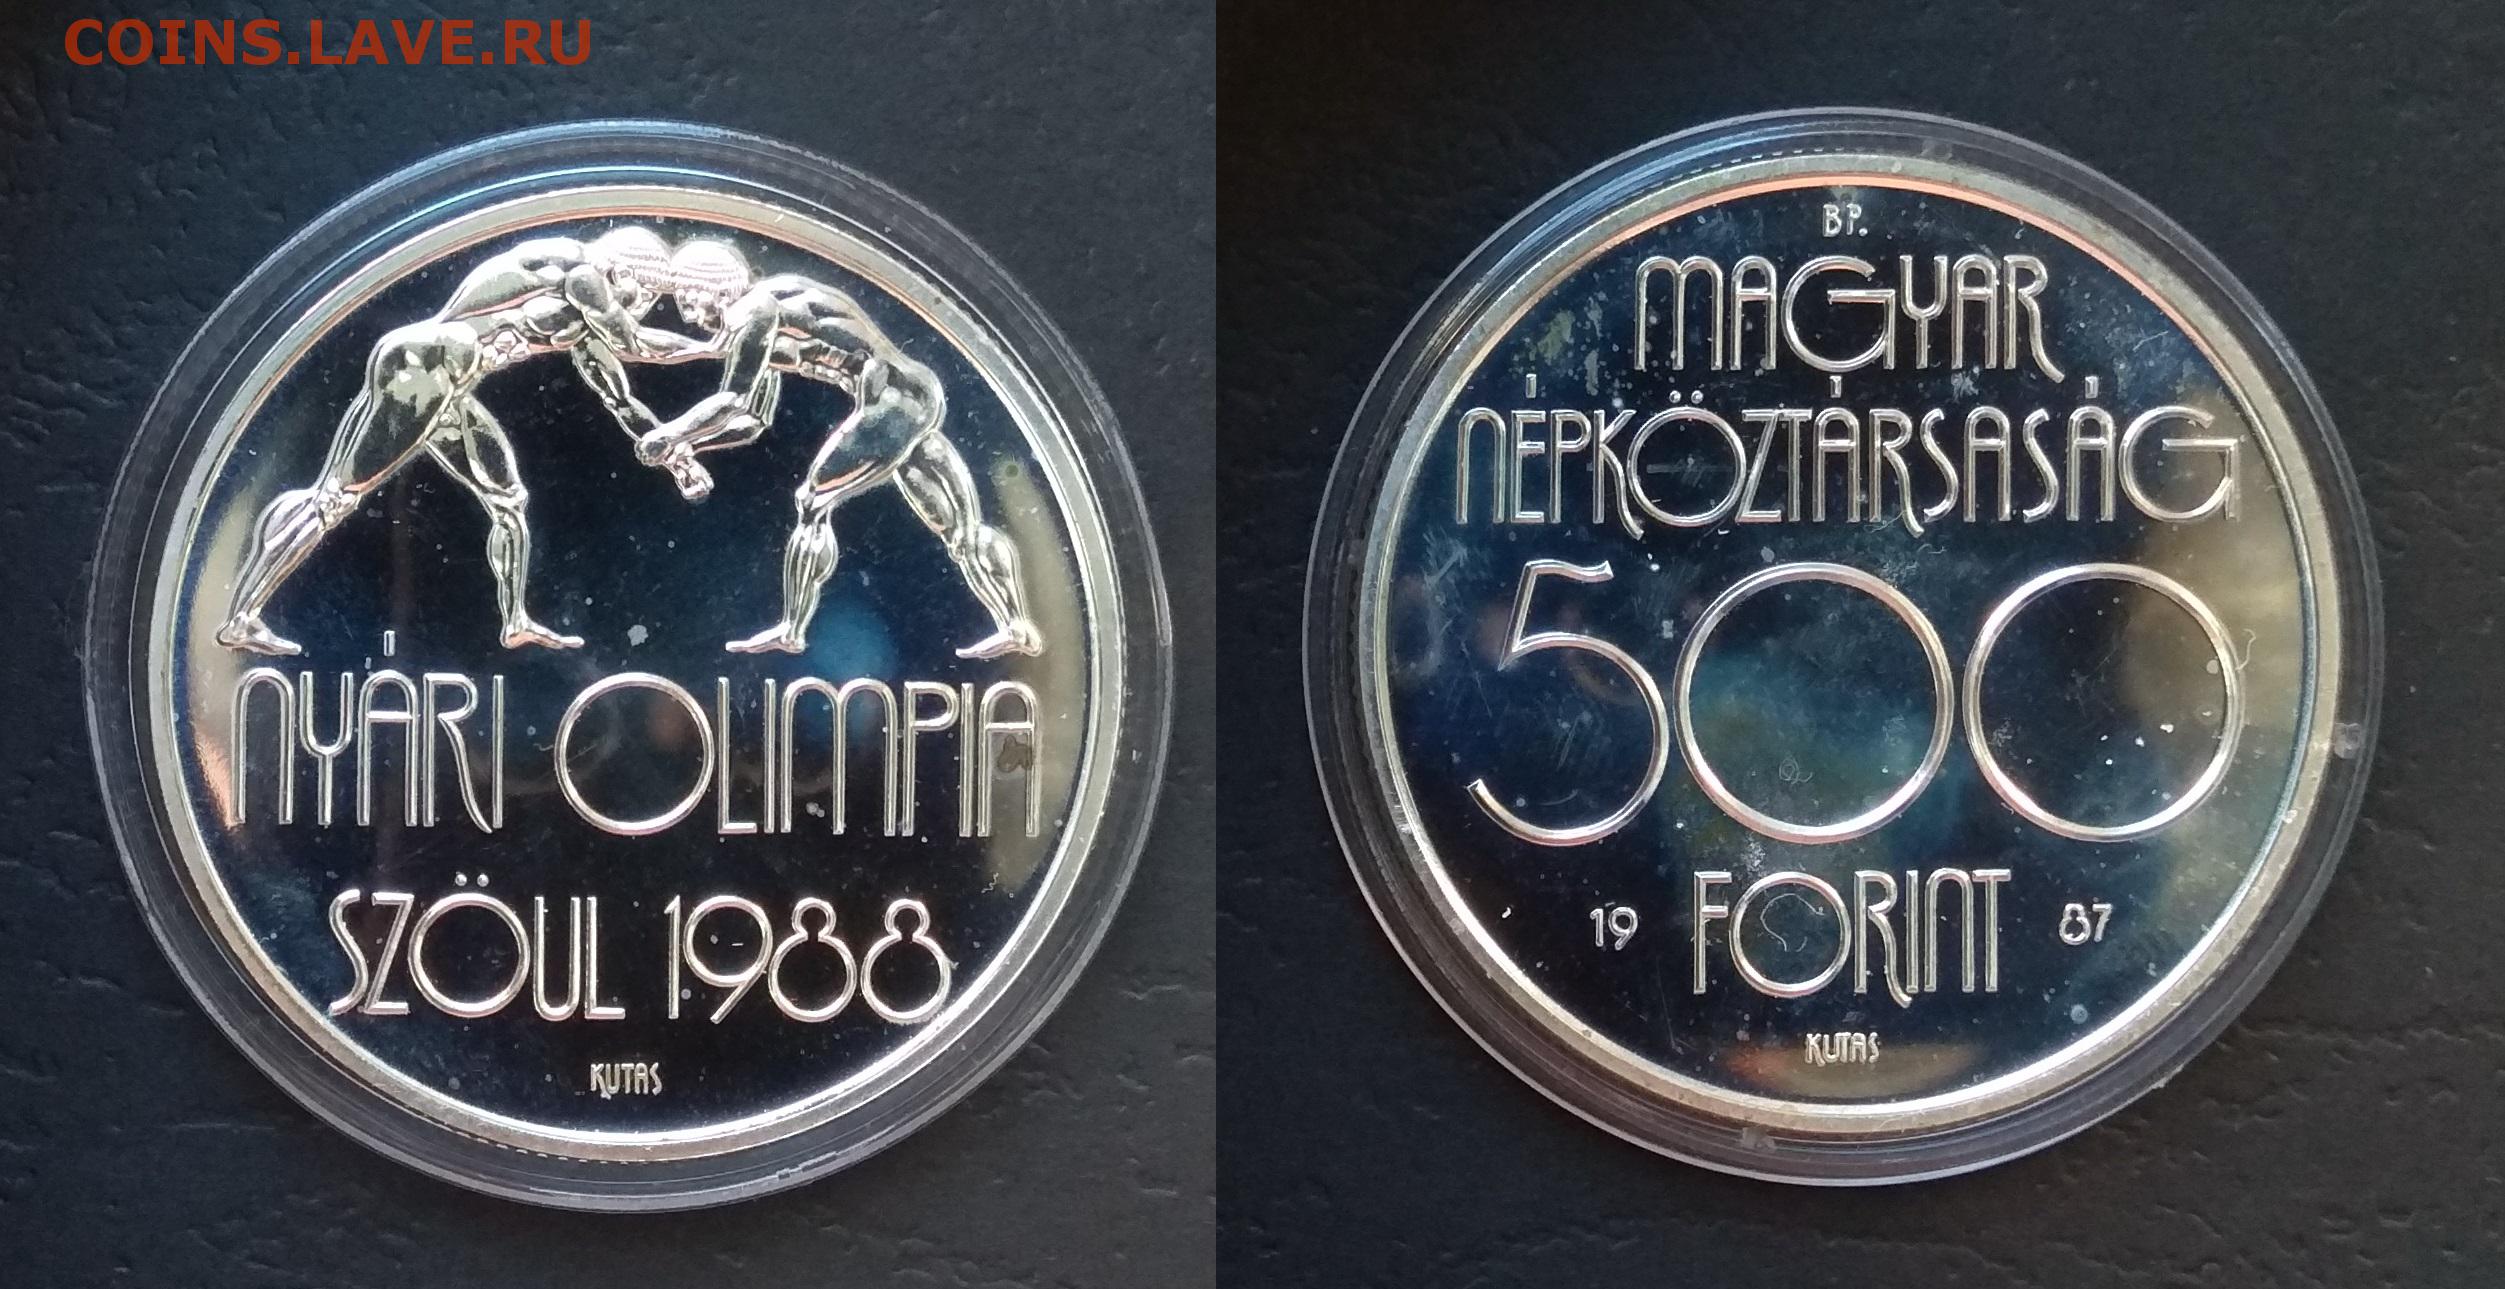 COINS.LAVE.RU
NYÁRI OLIMPIA
SZÖUL 1988
KUTAS
BP.
MAGYAR
NÉPKÖZTÁRSASÁG
500
19 FORINT 87
KUTAS